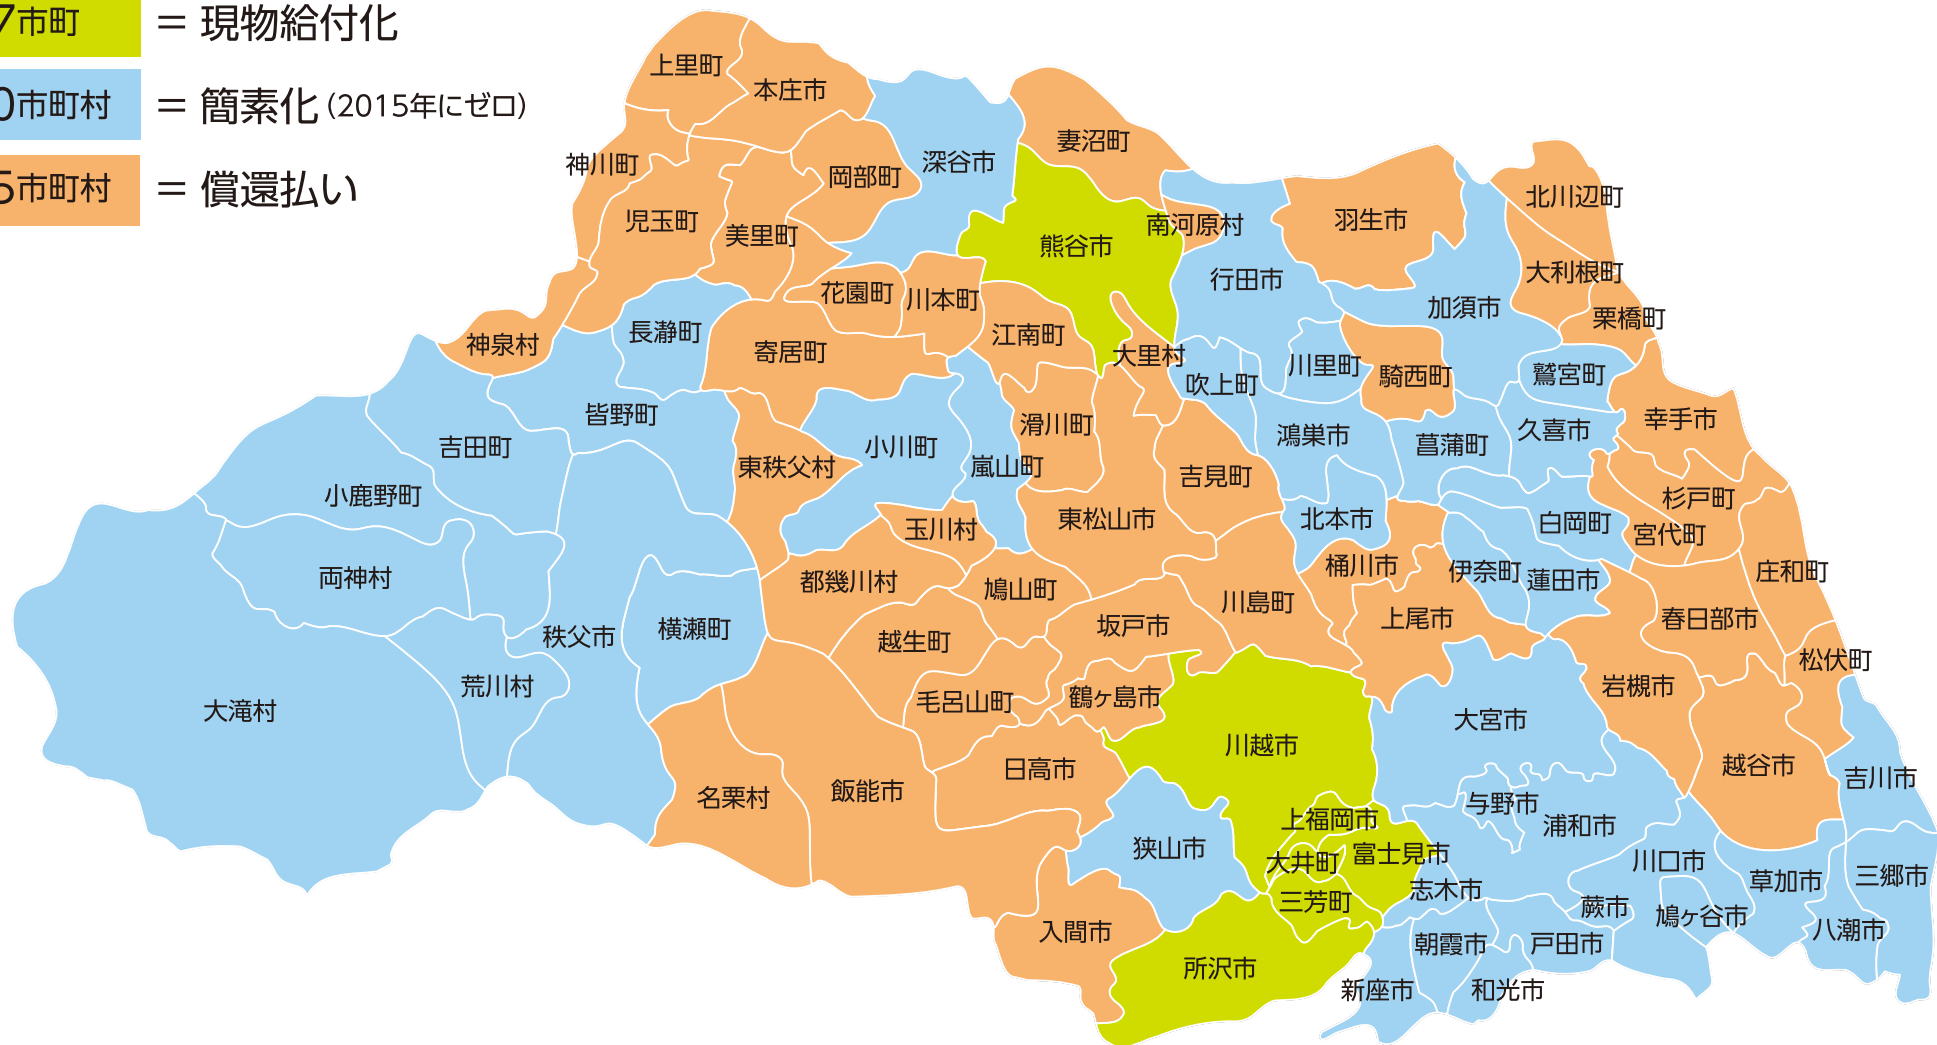 7市町 = 現物給付化
0市町村 = 簡素化(2015年にゼロ)
5市町村 = 償還払い
上里町
本庄市
神川町
岡部町
深谷市
妻沼町
児玉町
美里町
熊谷市
南河原村
羽生市
北川辺町
行田市
大利根町
花園町
川本町
加須市
栗橋町
神泉村
長瀞町
寄居町
江南町
大里村
吹上町
川里町
騎西町
鷲宮町
皆野町
吉田町
小川町
滑川町
幸手市
鴻巣市
菖蒲町
久喜市
東秩父村
嵐山町
吉見町
小鹿野町
杉戸町
玉川村
東松山市
北本市
白岡町
宮代町
両神村
都幾川村
鳩山町
桶川市
伊奈町
蓮田市
庄和町
川島町
秩父市
横瀬町
越生町
坂戸市
上尾市
春日部市
松伏町
荒川村
毛呂山町
鶴ヶ島市
岩槻市
大滝村
大宮市
川越市
日高市
越谷市
吉川市
名栗村
飯能市
与野市
上福岡市
浦和市
狭山市
大井町
富士見市
川口市
草加市
三郷市
志木市
三芳町
蕨市
鳩ヶ谷市
八潮市
入間市
朝霞市
戸田市
所沢市
新座市
和光市